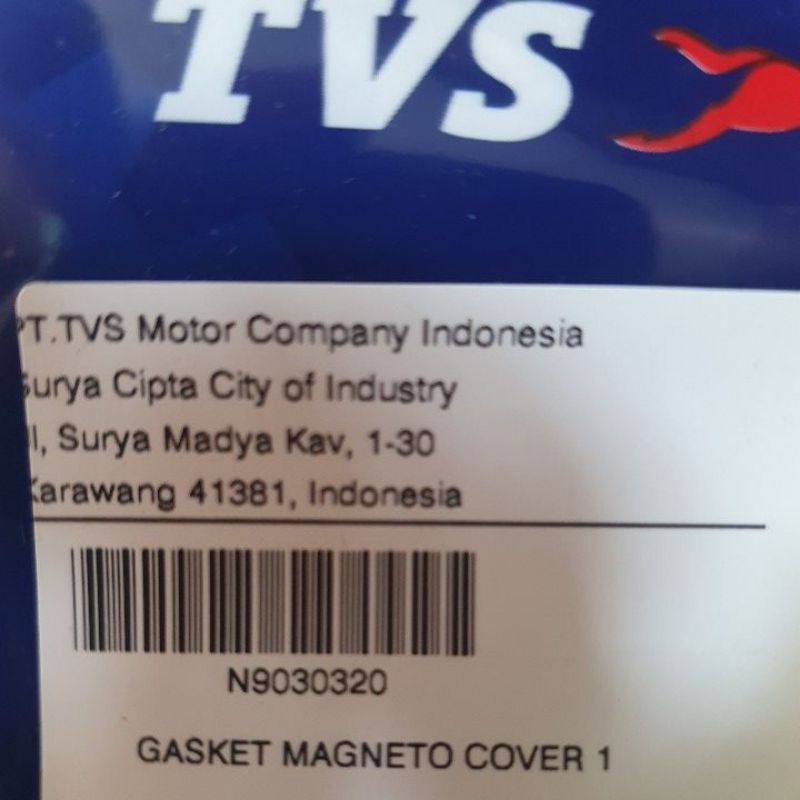 TVS
PT.TVS Motor Company Indonesia
Surya Cipta City of Industry
Jl, Surya Madya Kav, 1-30
Karawang 41381, Indonesia
N9030320
GASKET MAGNETO COVER 1